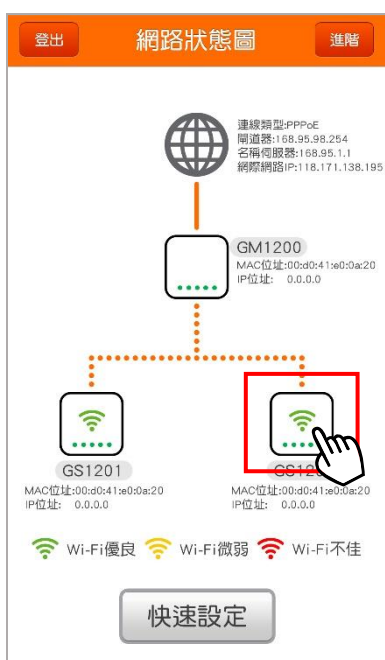 登出
網路狀態圖
進階
連線類型:PPPoE
閘道器:168.95.98.254
名稱伺服器:168.95.1.1
網際網路IP:118.171.138.195
GM1200
MAC位址:00:d0:41:e0:0a:20
IP位址: 0.0.0.0
GS1201
MAC位址:00:d0:41:e0:0a:20
IP位址: 0.0.0.0
MAC位址:00:d0:41:e0:0a:20
IP位址: 0.0.0.0
Wi-Fi優良
Wi-Fi微弱
Wi-Fi不佳
快速設定